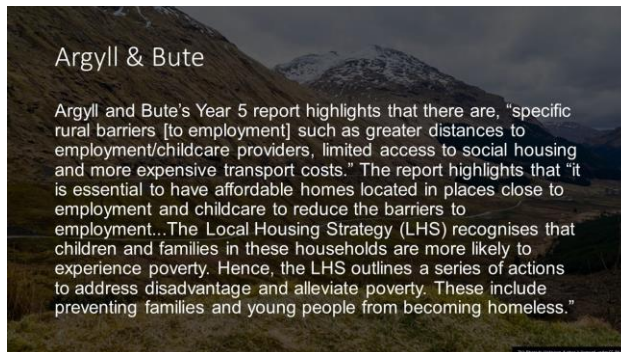 Argyll & Bute
Argyll and Bute's Year 5 report highlights that there are, “specific
rural barriers [to employment] such as greater distances to
employment/childcare providers, limited access to social housing
and more expensive transport costs.” The report highlights that “it
is essential to have affordable homes located in places close to
employment and childcare to reduce the barriers to
employment...The Local Housing Strategy (LHS) recognises that
children and families in these households are more likely to
experience poverty. Hence, the LHS outlines a series of actions
to address disadvantage and alleviate poverty. These include
preventing families and young people from becoming homeless.”